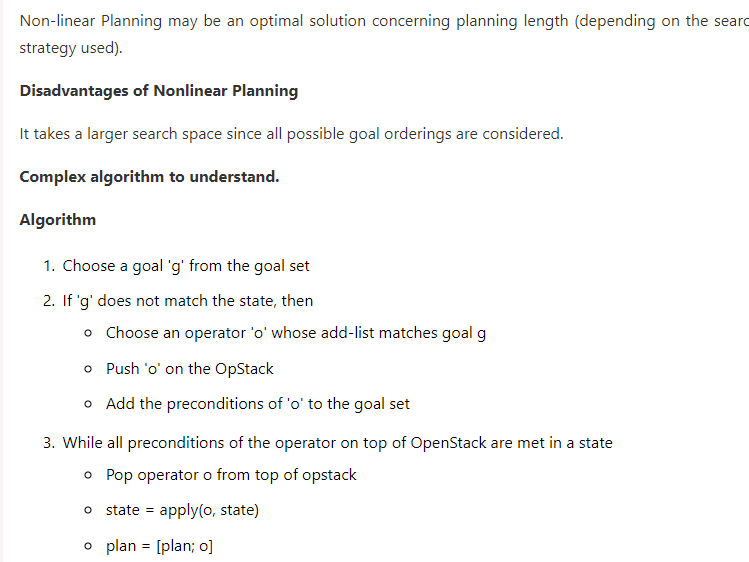 Non-linear Planning may be an optimal solution concerning planning length (depending on the
strategy used).
Disadvantages of Nonlinear Planning
It takes a larger search space since all possible goal orderings are considered.
Complex algorithm to understand.
Algorithm
1. Choose a goal 'g' from the goal set
2. If 'g' does not match the state, then
o Choose an operator 'o' whose add-list matches goal g
o Push 'o' on the OpStack
o Add the preconditions of 'o' to the goal set
3. While all preconditions of the operator on top of OpenStack are met in a state
o Pop operator o from top of opstack
o state = apply(o, state)
o plan = [plan; o]